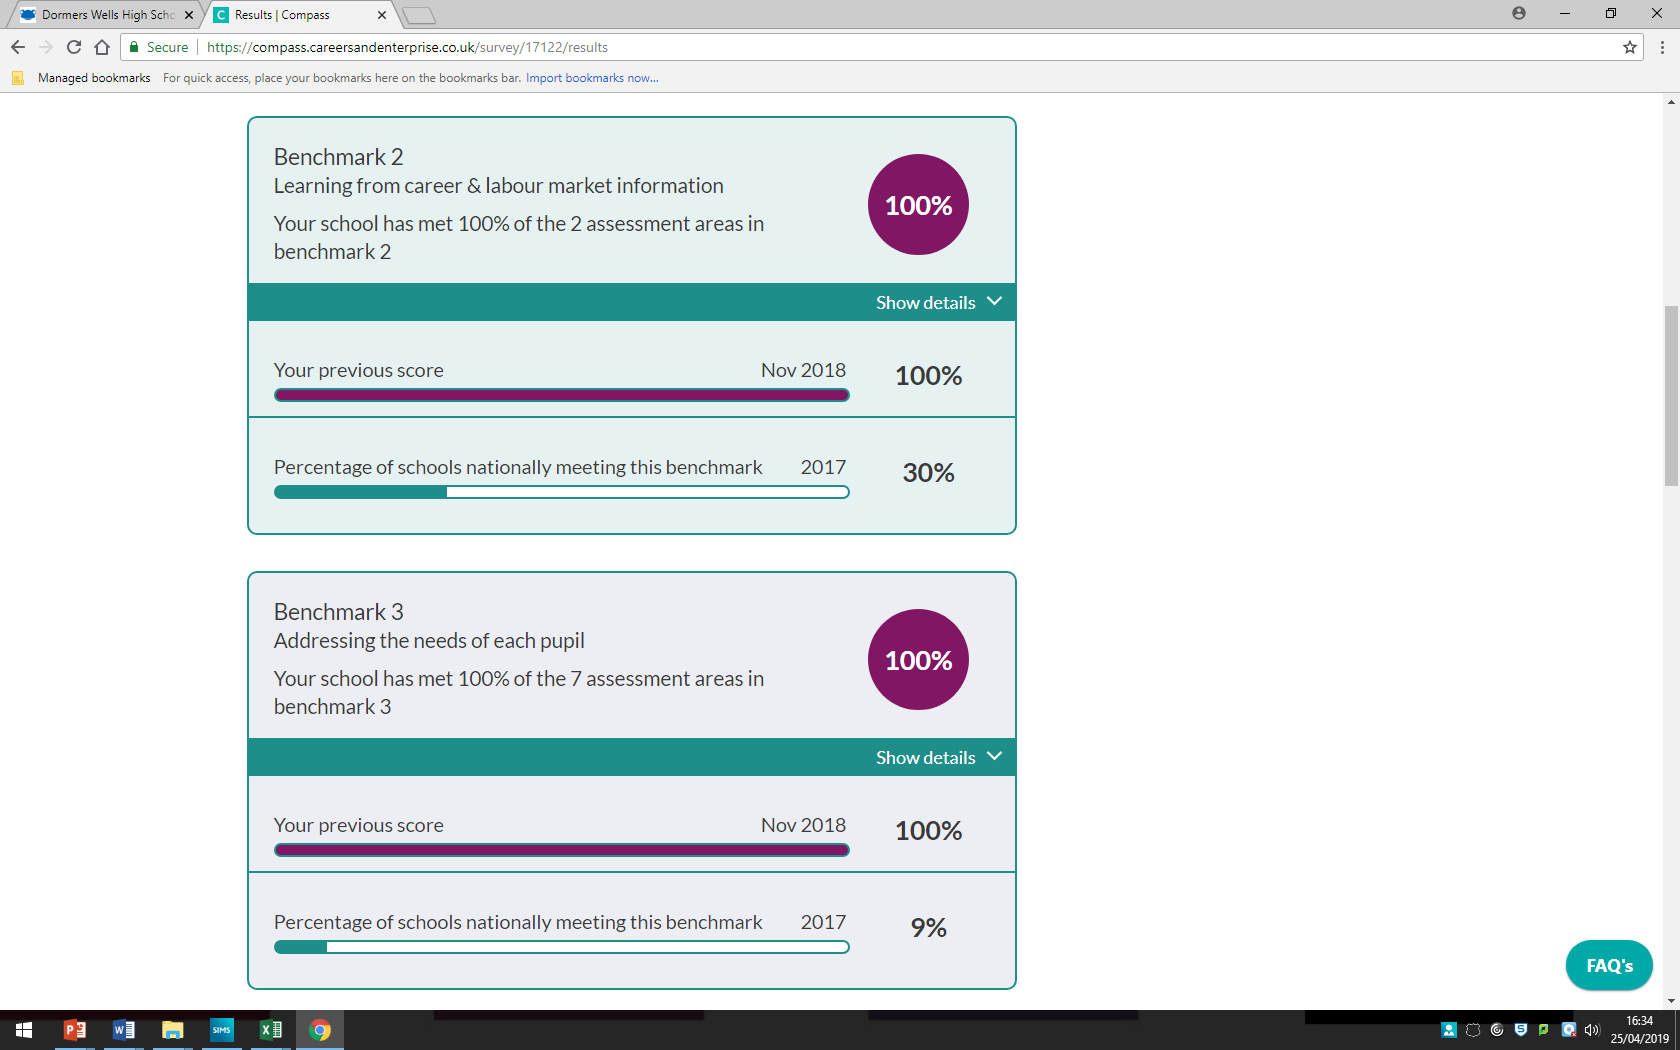 Dormers Wells High Scho
Results | Compass
Secure
https://compass.careersandenterprise.co.uk/survey/17122/results
Managed bookmarks For quick access, place your bookmarks here on the bookmarks bar. Import bookmarks now...
Benchmark 2
Learning from career & labour market information
Your school has met 100% of the 2 assessment areas in
benchmark 2
100%
Show details
Your previous score Nov 2018 100%
Percentage of schools nationally meeting this benchmark 2017 30%
Benchmark 3
Addressing the needs of each pupil
Your school has met 100% of the 7 assessment areas in
benchmark 3
100%
Show details
Your previous score Nov 2018 100%
Percentage of schools nationally meeting this benchmark 2017 9%
FAQ's
SIMS
16:34
25/04/2019